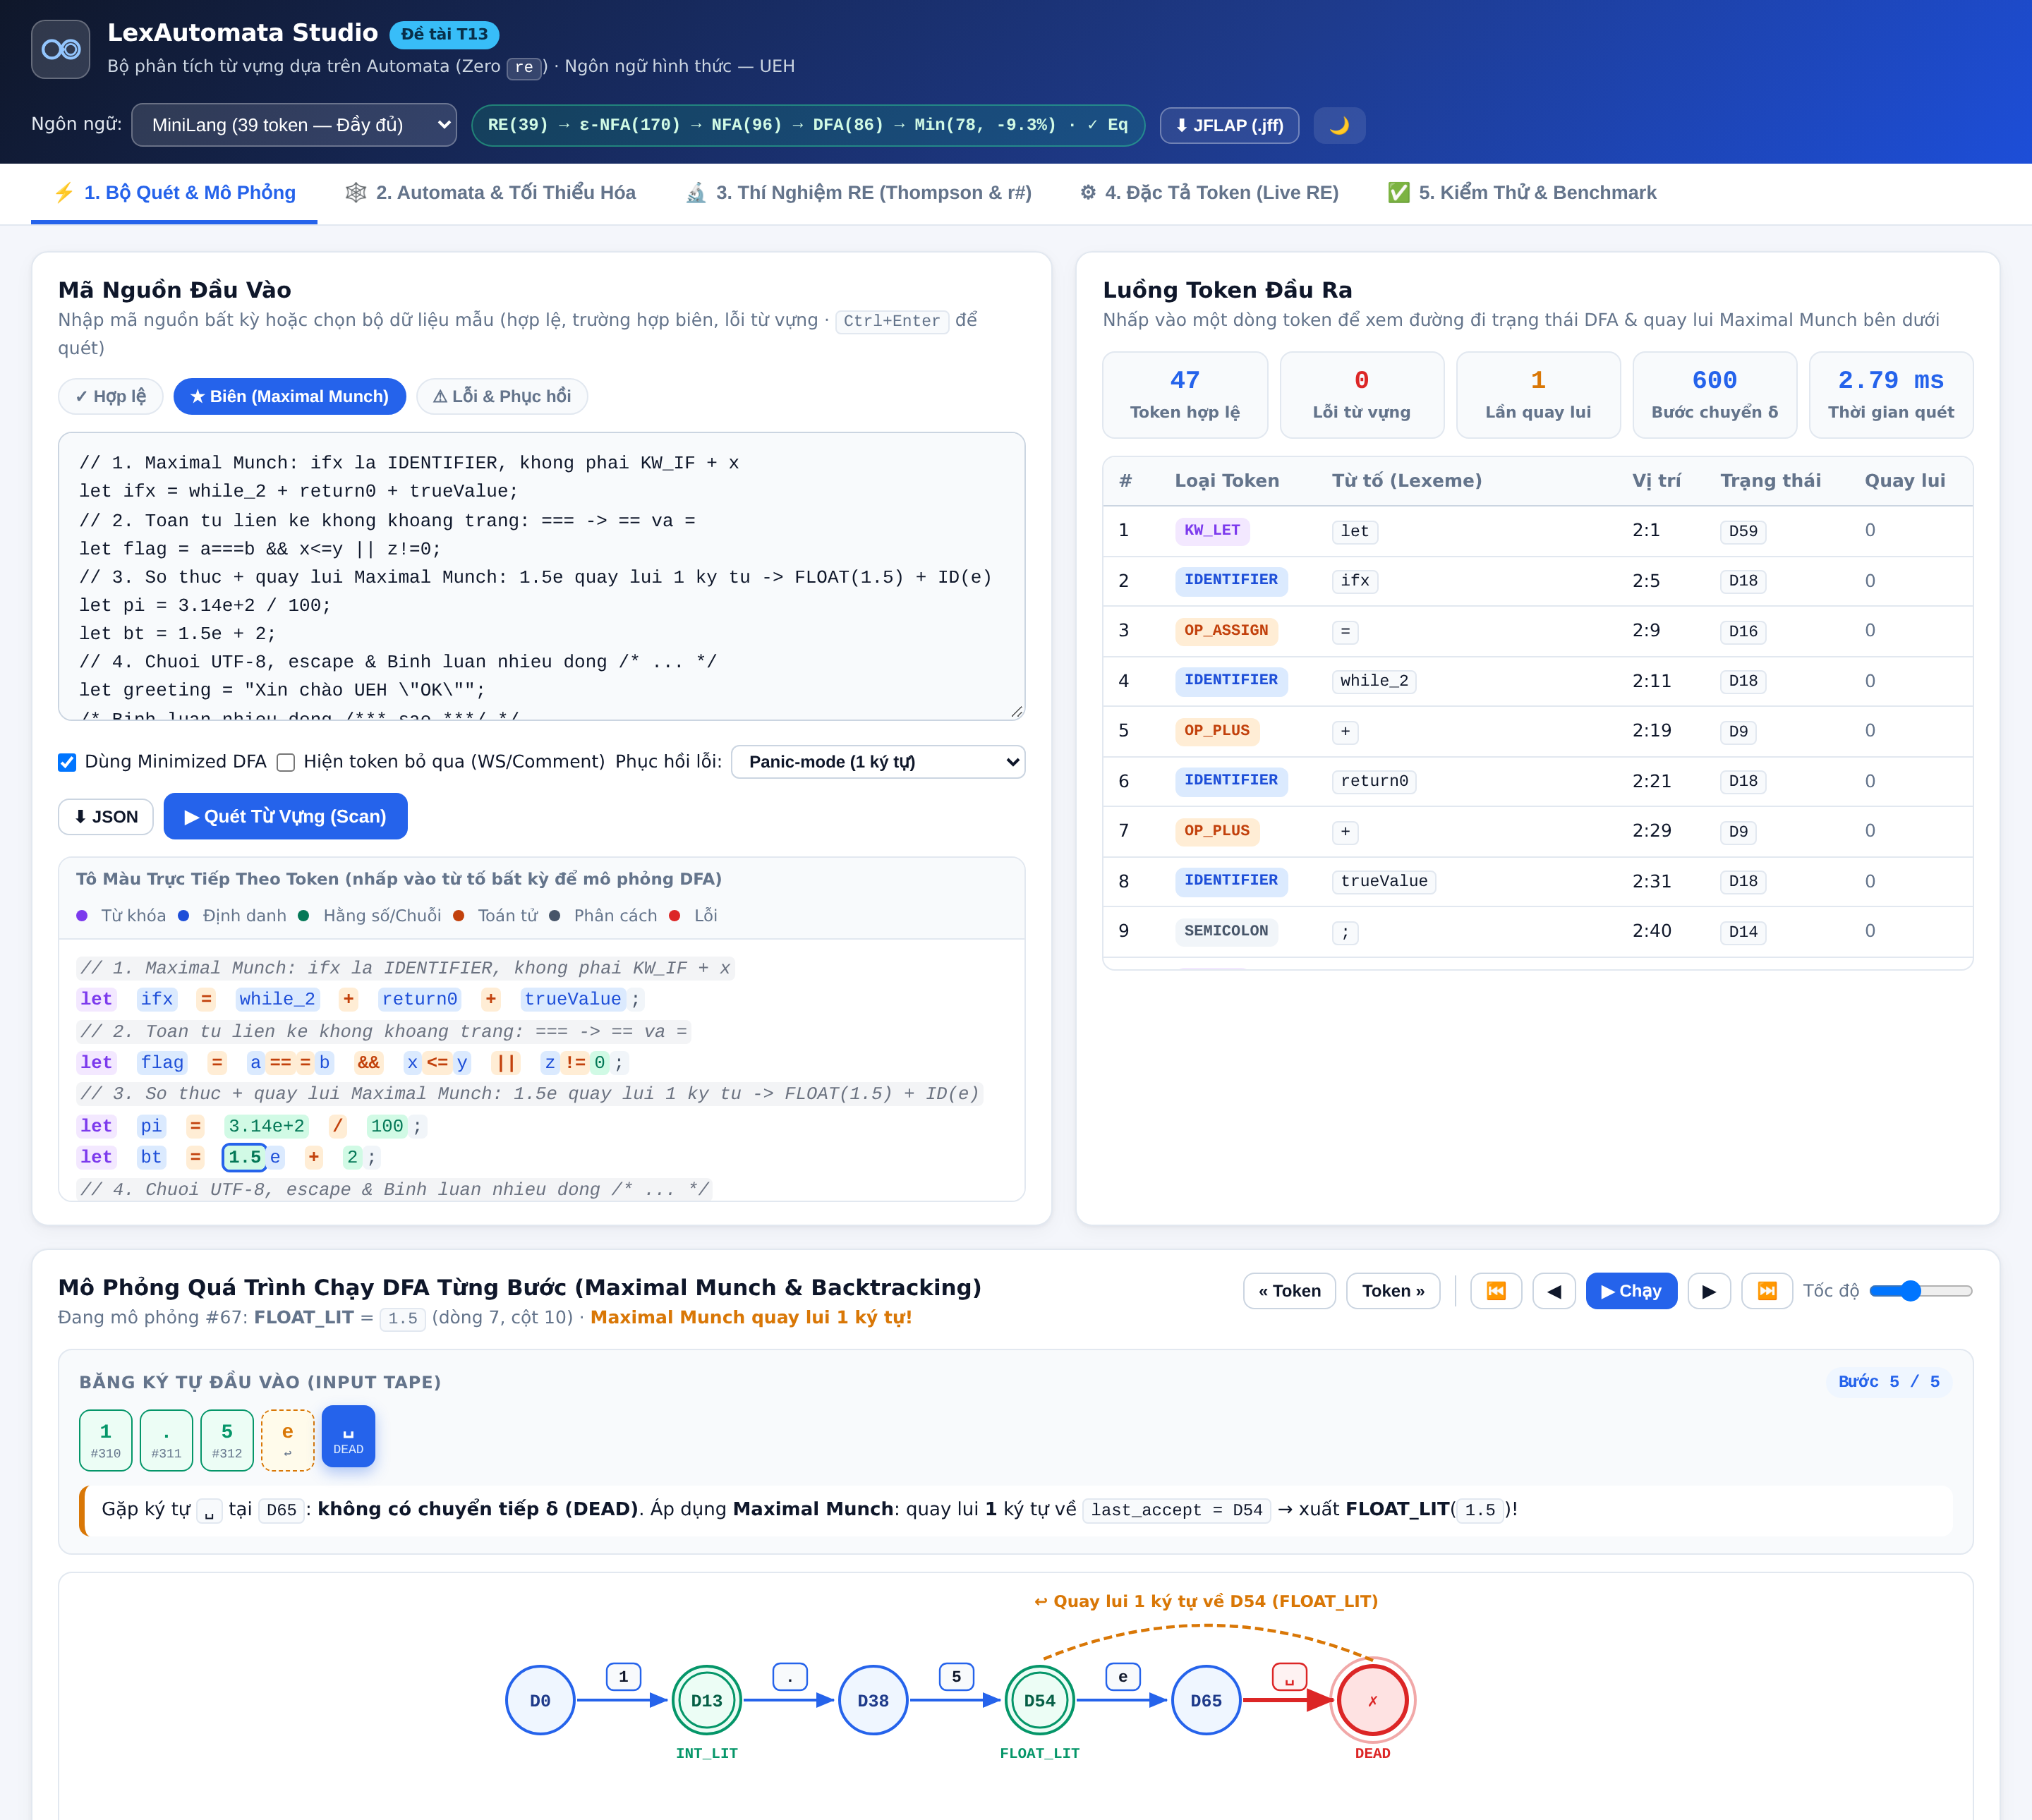 LexAutomata Studio Đề tài T13
Bộ phân tích từ vựng dựa trên Automata (Zero re) · Ngôn ngữ hình thức — UEH
Ngôn ngữ: MiniLang (39 token — Đầy đủ) RE(39) → ε-NFA(170) → NFA(96) → DFA(86) → Min(78, -9.3%) · ✓ Eq ⬇ JFLAP (.jff) 🌙
⚡ 1. Bộ Quét & Mô Phỏng 🕸 2. Automata & Tối Thiểu Hóa 🔬 3. Thí Nghiệm RE (Thompson & r#) ⚙ 4. Đặc Tả Token (Live RE) ✅ 5. Kiểm Thử & Benchmark
Mã Nguồn Đầu Vào
Nhập mã nguồn bất kỳ hoặc chọn bộ dữ liệu mẫu (hợp lệ, trường hợp biên, lỗi từ vựng · Ctrl+Enter để
quét)
✓ Hợp lệ ★ Biên (Maximal Munch) ⚠ Lỗi & Phục hồi
// 1. Maximal Munch: ifx la IDENTIFIER, khong phai KW_IF + x
let ifx = while_2 + return0 + trueValue;
// 2. Toan tu lien ke khong khoang trang: === -> == va =
let flag = a===b && x<=y || z!=0;
// 3. So thuc + quay lui Maximal Munch: 1.5e quay lui 1 ky tu -> FLOAT(1.5) + ID(e)
let pi = 3.14e+2 / 100;
let bt = 1.5e + 2;
// 4. Chuoi UTF-8, escape & Binh luan nhieu dong /* ... */
let greeting = "Xin chào UEH \"OK\"";
/* Binh luan nhieu dong /*** sao ***/ */
Dùng Minimized DFA Hiện token bỏ qua (WS/Comment) Phục hồi lỗi: Panic-mode (1 ký tự)
⬇ JSON ▶ Quét Từ Vựng (Scan)
Tô Màu Trực Tiếp Theo Token (nhấp vào từ tố bất kỳ để mô phỏng DFA)
Từ khóa Định danh Hằng số/Chuỗi Toán tử Phân cách Lỗi
// 1. Maximal Munch: ifx la IDENTIFIER, khong phai KW_IF + x
let ifx = while_2 + return0 + trueValue ;
// 2. Toan tu lien ke khong khoang trang: === -> == va =
let flag = a == = b && x <= y || z != 0 ;
// 3. So thuc + quay lui Maximal Munch: 1.5e quay lui 1 ky tu -> FLOAT(1.5) + ID(e)
let pi = 3.14e+2 / 100 ;
let bt = 1.5 e + 2 ;
// 4. Chuoi UTF-8, escape & Binh luan nhieu dong /* ... */
Luồng Token Đầu Ra
Nhấp vào một dòng token để xem đường đi trạng thái DFA & quay lui Maximal Munch bên dưới
47 0 1 600 2.79 ms
Token hợp lệ Lỗi từ vựng Lần quay lui Bước chuyển δ Thời gian quét
# Loại Token Từ tố (Lexeme) Vị trí Trạng thái Quay lui
1 KW_LET let 2:1 D59 0
2 IDENTIFIER ifx 2:5 D18 0
3 OP_ASSIGN = 2:9 D16 0
4 IDENTIFIER while_2 2:11 D18 0
5 OP_PLUS + 2:19 D9 0
6 IDENTIFIER return0 2:21 D18 0
7 OP_PLUS + 2:29 D9 0
8 IDENTIFIER trueValue 2:31 D18 0
9 SEMICOLON ; 2:40 D14 0
Mô Phỏng Quá Trình Chạy DFA Từng Bước (Maximal Munch & Backtracking)
« Token Token » ⏮ ◀ ▶ Chạy ▶ ⏭ Tốc độ
Đang mô phỏng #67: FLOAT_LIT = 1.5 (dòng 7, cột 10) · Maximal Munch quay lui 1 ký tự!
BĂNG KÝ TỰ ĐẦU VÀO (INPUT TAPE) Bước 5 / 5
1 . 5 e ␣
#310 #311 #312 ↩ DEAD
Gặp ký tự ␣ tại D65: không có chuyển tiếp δ (DEAD). Áp dụng Maximal Munch: quay lui 1 ký tự về last_accept = D54 → xuất FLOAT_LIT(1.5)!
↩ Quay lui 1 ký tự về D54 (FLOAT_LIT)
1 . 5 e ␣
D0 D13 D38 D54 D65 ✗
INT_LIT FLOAT_LIT DEAD